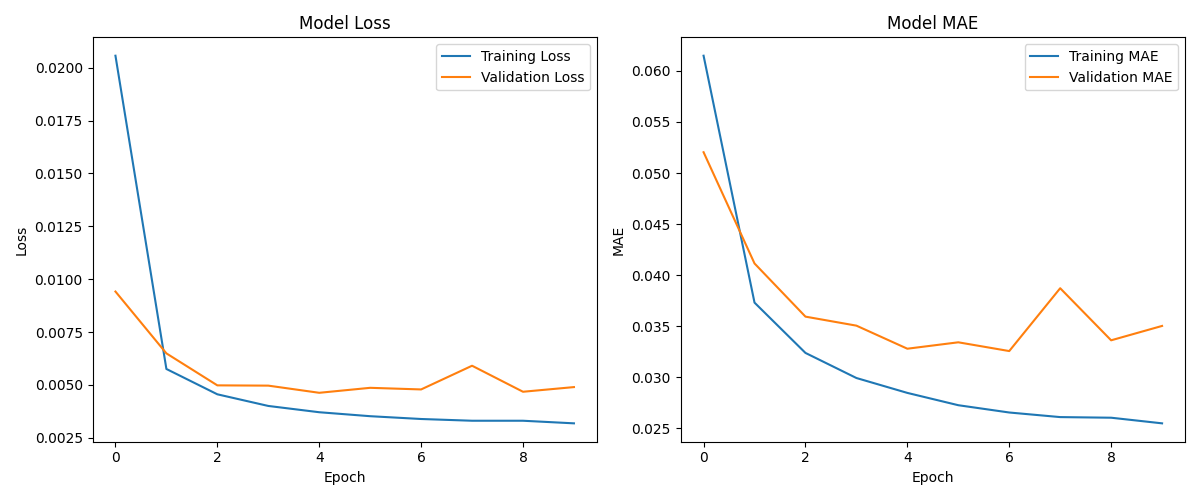 Model Loss
Training Loss
Validation Loss
0.0200
0.0175
0.0150
0.0125
0.0100
0.0075
0.0050
0.0025
Loss
0 2 4 6 8
Epoch
Model MAE
Training MAE
Validation MAE
0.060
0.055
0.050
0.045
0.040
0.035
0.030
0.025
MAE
0 2 4 6 8
Epoch